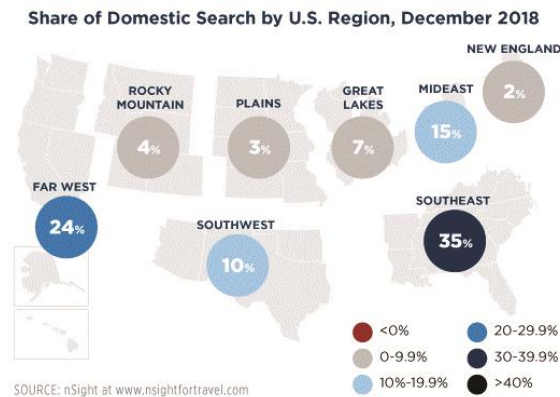 Share of Domestic Search by U.S. Region, December 2018
NEW ENGLAND
2%
ROCKY
MOUNTAIN
4%
PLAINS
3%
GREAT
LAKES
7%
MIDEAST
15%
FAR WEST
24%
SOUTHWEST
10%
SOUTHEAST
35%
<0%
0-9.9%
10%-19.9%
20-29.9%
30-39.9%
>40%
SOURCE: nSight at www.nsightfortravel.com